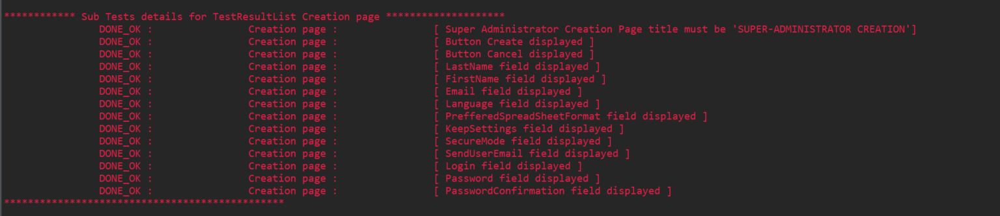 ************ Sub Tests details for TestResultList Creation page ********************
DONE_OK : Creation page : [ Super Administrator Creation Page title must be 'SUPER-ADMINISTRATOR CREATION']
DONE_OK : Creation page : [ Button Create displayed ]
DONE_OK : Creation page : [ Button Cancel displayed ]
DONE_OK : Creation page : [ LastName field displayed ]
DONE_OK : Creation page : [ FirstName field displayed ]
DONE_OK : Creation page : [ Email field displayed ]
DONE_OK : Creation page : [ Language field displayed ]
DONE_OK : Creation page : [ PrefferedSpreadSheetFormat field displayed ]
DONE_OK : Creation page : [ KeepSettings field displayed ]
DONE_OK : Creation page : [ SecureMode field displayed ]
DONE_OK : Creation page : [ SendUserEmail field displayed ]
DONE_OK : Creation page : [ Login field displayed ]
DONE_OK : Creation page : [ Password field displayed ]
DONE_OK : Creation page : [ PasswordConfirmation field displayed ]
***********************************************